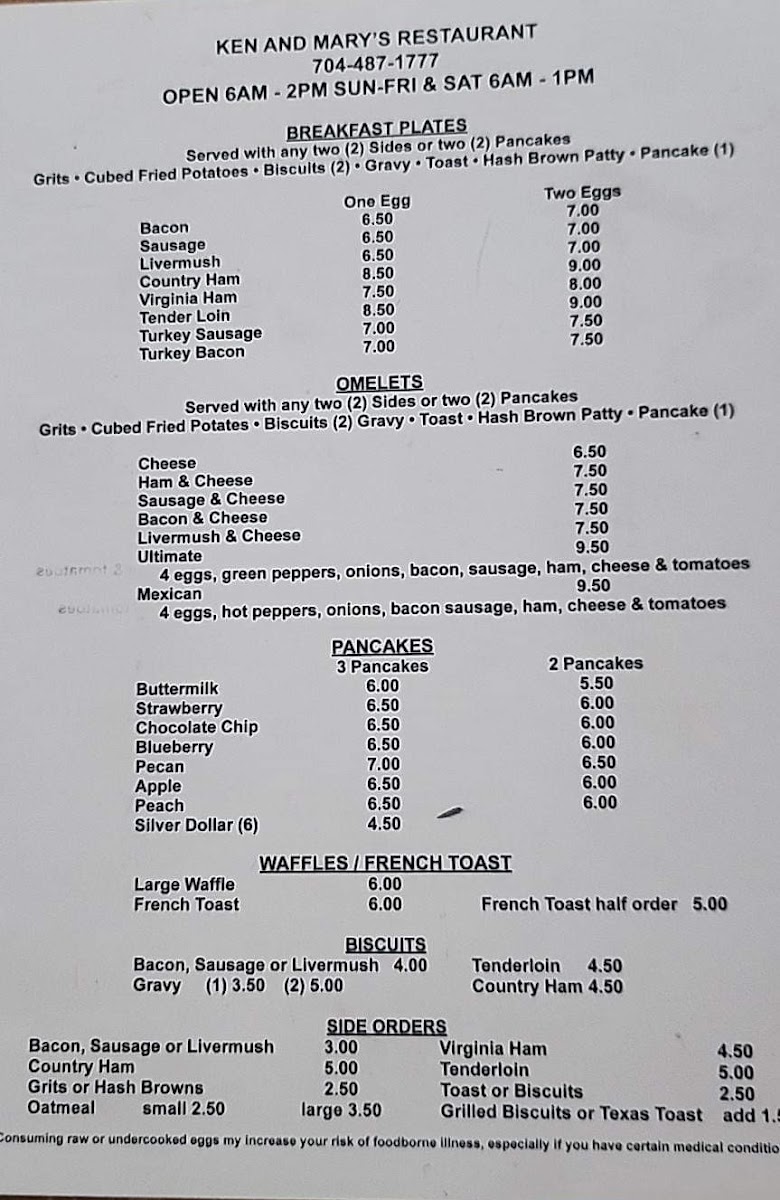 KEN AND MARY'S RESTAURANT
704-487-1777
OPEN 6AM - 2PM SUN-FRI & SAT 6AM - 1PM
BREAKFAST PLATES
Served with any two (2) Sides or two (2) Pancakes
Grits • Cubed Fried Potatoes • Biscuits (2) • Gravy • Toast • Hash Brown Patty • Pancake (1)
One Egg Two Eggs
Bacon 6.50 7.00
Sausage 6.50 7.00
Livermush 6.50 7.00
Country Ham 8.50 9.00
Virginia Ham 7.50 8.00
Tender Loin 8.50 9.00
Turkey Sausage 7.00 7.50
Turkey Bacon 7.00 7.50
OMELETS
Served with any two (2) Sides or two (2) Pancakes
Grits • Cubed Fried Potates • Biscuits (2) Gravy • Toast • Hash Brown Patty • Pancake (1)
Cheese 6.50
Ham & Cheese 7.50
Sausage & Cheese 7.50
Bacon & Cheese 7.50
Livermush & Cheese 7.50
Ultimate 9.50
4 eggs, green peppers, onions, bacon, sausage, ham, cheese & tomatoes
Mexican 9.50
4 eggs, hot peppers, onions, bacon sausage, ham, cheese & tomatoes
PANCAKES
3 Pancakes 2 Pancakes
Buttermilk 6.00 5.50
Strawberry 6.50 6.00
Chocolate Chip 6.50 6.00
Blueberry 6.50 6.00
Pecan 7.00 6.50
Apple 6.50 6.00
Peach 6.50 6.00
Silver Dollar (6) 4.50
WAFFLES / FRENCH TOAST
Large Waffle 6.00
French Toast 6.00 French Toast half order 5.00
BISCUITS
Bacon, Sausage or Livermush 4.00 Tenderloin 4.50
Gravy (1) 3.50 (2) 5.00 Country Ham 4.50
SIDE ORDERS
Bacon, Sausage or Livermush 3.00 Virginia Ham 4.50
Country Ham 5.00 Tenderloin 5.00
Grits or Hash Browns 2.50 Toast or Biscuits 2.50
Oatmeal small 2.50 large 3.50 Grilled Biscuits or Texas Toast add
Consuming raw or undercooked eggs my increase your risk of foodborne illness, especially if you have certain medical